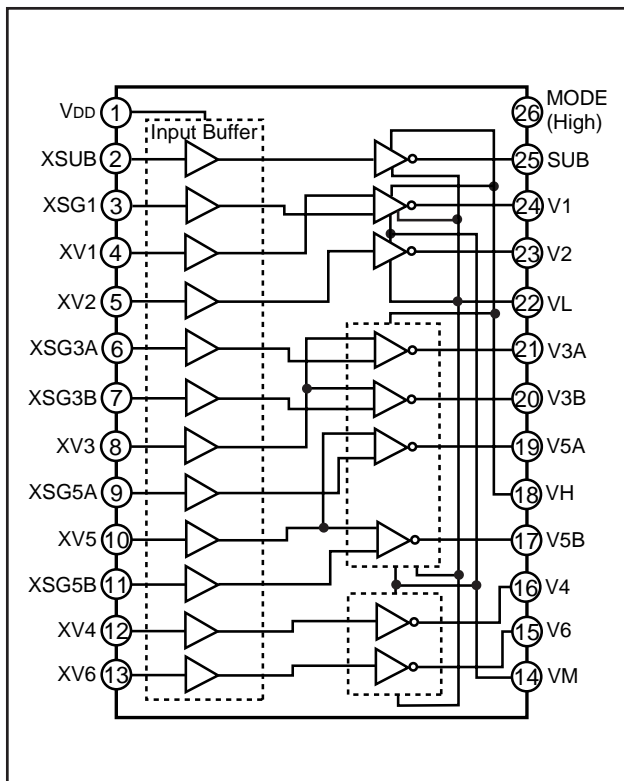 VDD 1
Input Buffer
XSUB 2
XSG1 3
XV1 4
XV2 5
XSG3A 6
XSG3B 7
XV3 8
XSG5A 9
XV5 10
XSG5B 11
XV4 12
XV6 13
26 MODE
(High)
25 SUB
24 V1
23 V2
22 VL
21 V3A
20 V3B
19 V5A
18 VH
17 V5B
16 V4
15 V6
14 VM